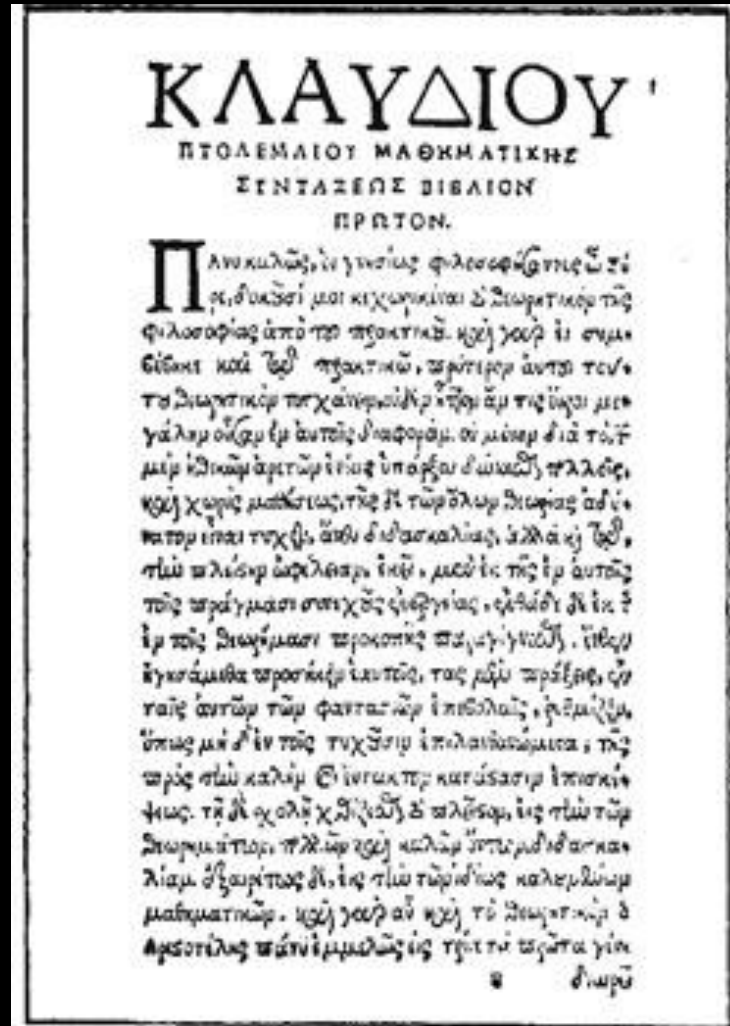 ΚΛΑΥΔΙΟΥ
ΠΤΟΛΕΜΑΙΟΥ ΜΑΘΗΜΑΤΙΚΗΣ
ΣΥΝΤΑΞΕΩΣ ΒΙΒΛΙΟΝ
ΠΡΩΤΟΝ.
Πάνυ καλῶς, οἱ γνησίως φιλοσοφήσαντες ὦ σύ
ρε, δοκοῦσί μοι κεχωρικέναι τὸ θεωρητικὸν τῆς
φιλοσοφίας ἀπὸ τοῦ πρακτικοῦ. καὶ γὰρ εἰ συμ
βέβηκε καὶ τῷ πρακτικῷ, πρότερον αὐτοῦ τού
του θεωρητικὸν τυγχάνειν, οὐδὲν ἧττον ἄν τις εὕροι με
γάλην οὖσαν ἐν αὐτοῖς διαφοράν. οὐ μόνον διὰ τὸ, τῶν
μὲν ἠθικῶν ἀρετῶν ἐνίας ὑπάρξαι δύνασθαι πολλοῖς,
καὶ χωρὶς μαθήσεως, τῆς δὲ τῶν ὅλων θεωρίας ἀδύ
νατον εἶναι τυχεῖν, ἄνευ διδασκαλίας, ἀλλὰ καὶ τῷ,
τὴν πλείστην ὠφέλειαν, ἐκεῖ, μὲν ἐκ τῆς ἐν αὐτοῖς
τοῖς πράγμασι συνεχοῦς ἐνεργείας, ἐνθάδε δὲ ἐκ τῆς
ἐν τοῖς θεωρήμασι προκοπῆς παραγίγνεσθαι. ἔνθεν
ἡγησάμεθα προσήκειν ἑαυτοῖς, τὰς μὲν πράξεις, ἐν
ταῖς αὐτῶν τῶν φαντασιῶν ἐπιβολαῖς, ῥυθμίζειν,
ὅπως μηδ' ἐν τοῖς τυχοῦσιν ἐπιλανθανώμεθα, τῆς
πρὸς τὴν καλὴν καὶ εὔτακτον κατάστασιν ἐπισκέ
ψεως. τῇ δὲ σχολῇ χαρίζεσθαι τὸ πλεῖστον, εἰς τὴν τῶν
θεωρημάτων, πολλῶν καὶ καλῶν ὄντων διδασκα
λίαν. ἐξαιρέτως δὲ, εἰς τὴν τῶν ἰδίως καλουμένων
μαθηματικῶν. καὶ γὰρ αὖ καὶ τὸ θεωρητικὸν ὁ
Ἀριστοτέλης πάνυ ἐμμελῶς εἰς τρία τὰ πρῶτα γένη
διωρῶ